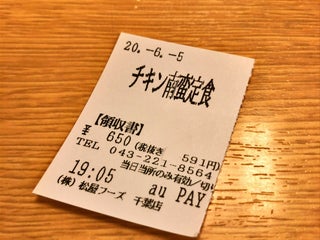 20.-6.-5
チキン南蛮定食
【領収書】
¥ 650(税抜き 591円)
TEL 043-221-8564
当日当所のみ有効／切り
19:05 au PAY
(株)松屋フーズ 千葉店